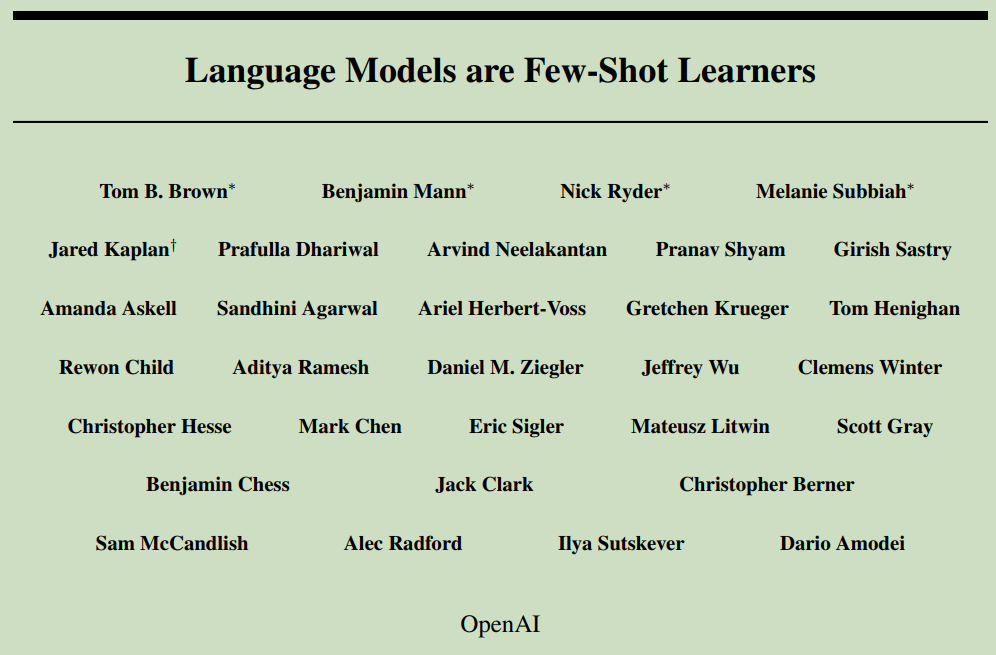 Language Models are Few-Shot Learners
Tom B. Brown* Benjamin Mann* Nick Ryder* Melanie Subbiah*
Jared Kaplan† Prafulla Dhariwal Arvind Neelakantan Pranav Shyam Girish Sastry
Amanda Askell Sandhini Agarwal Ariel Herbert-Voss Gretchen Krueger Tom Henighan
Rewon Child Aditya Ramesh Daniel M. Ziegler Jeffrey Wu Clemens Winter
Christopher Hesse Mark Chen Eric Sigler Mateusz Litwin Scott Gray
Benjamin Chess Jack Clark Christopher Berner
Sam McCandlish Alec Radford Ilya Sutskever Dario Amodei
OpenAI